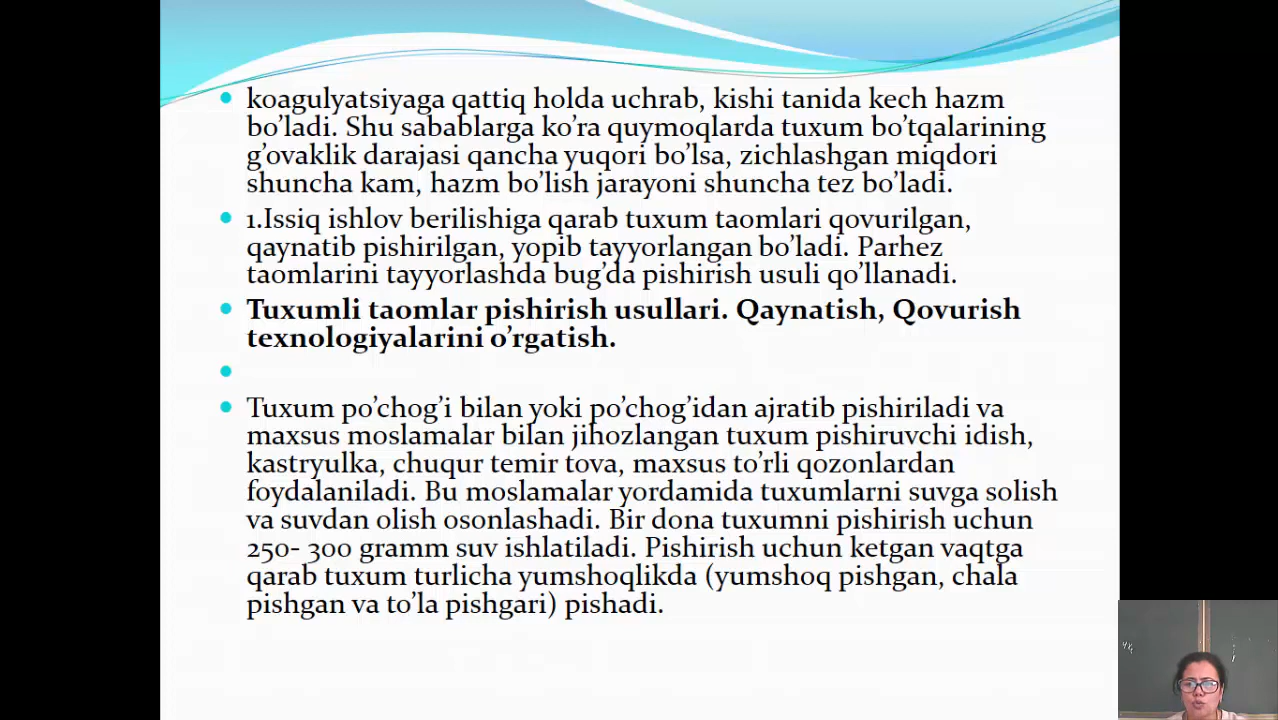 koagulyatsiyaga qattiq holda uchrab, kishi tanida kech hazm
bo’ladi. Shu sabablarga ko’ra quymoqlarda tuxum bo’tqalarining
g’ovaklik darajasi qancha yuqori bo’lsa, zichlashgan miqdori
shuncha kam, hazm bo’lish jarayoni shuncha tez bo’ladi.
1.Issiq ishlov berilishiga qarab tuxum taomlari qovurilgan,
qaynatib pishirilgan, yopib tayyorlangan bo’ladi. Parhez
taomlarini tayyorlashda bug’da pishirish usuli qo’llanadi.
Tuxumli taomlar pishirish usullari. Qaynatish, Qovurish
texnologiyalarini o’rgatish.
Tuxum po’chog’i bilan yoki po’chog’idan ajratib pishiriladi va
maxsus moslamalar bilan jihozlangan tuxum pishiruvchi idish,
kastryulka, chuqur temir tova, maxsus to’rli qozonlardan
foydalaniladi. Bu moslamalar yordamida tuxumlarni suvga solish
va suvdan olish osonlashadi. Bir dona tuxumni pishirish uchun
250- 300 gramm suv ishlatiladi. Pishirish uchun ketgan vaqtga
qarab tuxum turlicha yumshoqlikda (yumshoq pishgan, chala
pishgan va to’la pishgari) pishadi.